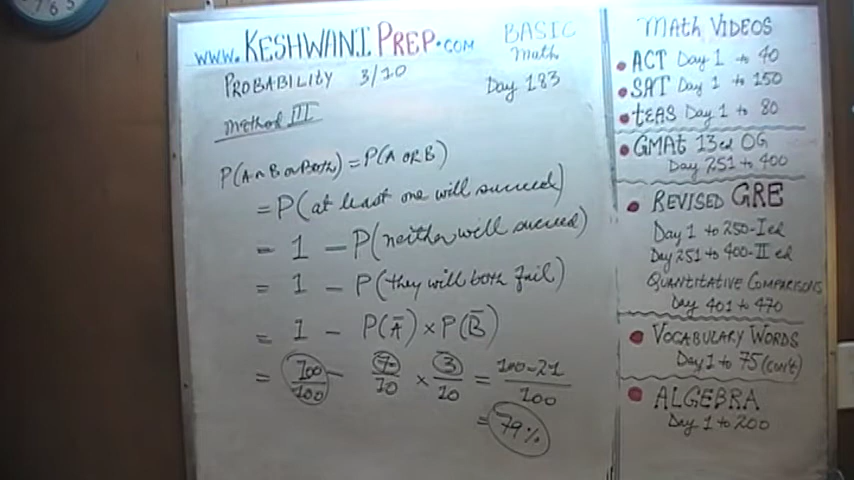 www.KESHWANIPREP.com
BASIC
Math
PROBABILITY 3/10
Day 183
Method III
P(A or B or Both) = P(A OR B)
= P(at least one will succeed)
= 1 - P(neither will succeed)
= 1 - P(they will both fail)
= 1 - P(Ā) × P(B̄)
= 100/100 - 7/10 × 3/10 = 100-21/100
= 79%
MATH VIDEOS
• ACT Day 1 to 40
• SAT Day 1 to 150
• tEAS Day 1 to 80
• GMAt 13ed OG
Day 251 to 400
• REVISED GRE
Day 1 to 250-I ed
Day 251 to 400-II ed
QUANTITATIVE COMPARISONS
Day 401 to 470
• VOCABULARY WORDS
Day 1 to 75 (con't)
• ALGEBRA
Day 1 to 200